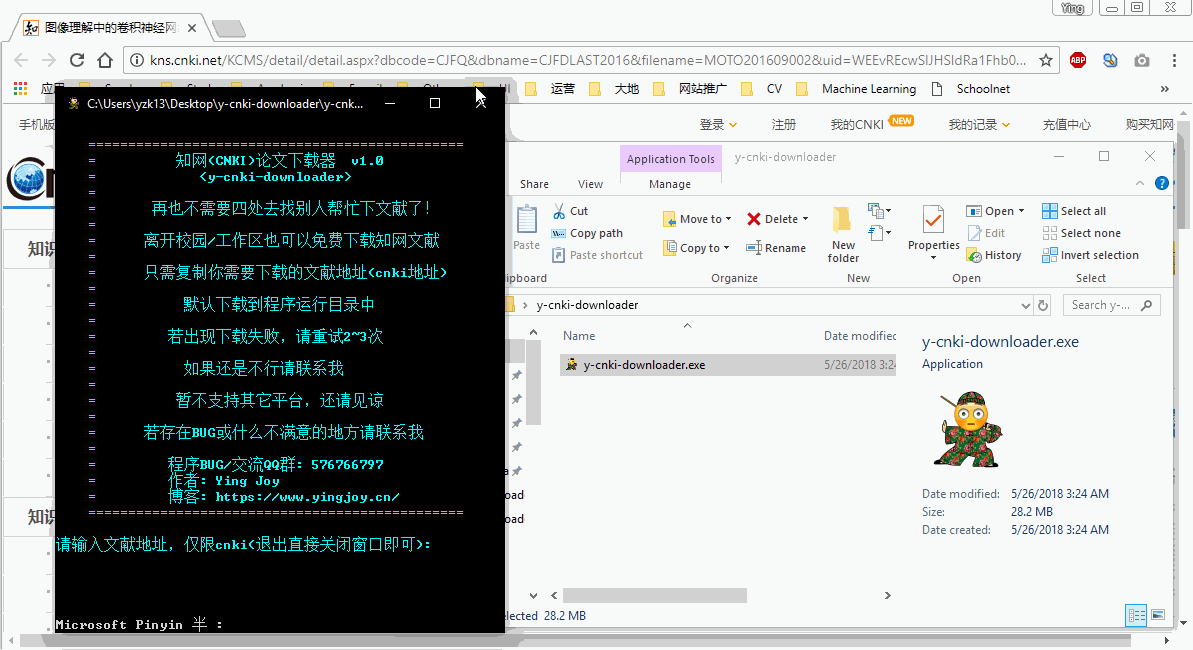 图像理解中的卷积神经网
Ying
kns.cnki.net/KCMS/detail/detail.aspx?dbcode=CJFQ&dbname=CJFDLAST2016&filename=MOTO201609002&uid=WEEvREcwSlJHSldRa1Fhb0...
ABP
应用
运营
大地
网站推广
CV
Machine Learning
Schoolnet
»
手机版
登录
注册
我的CNKI
NEW
我的记录
充值中心
购买知网
C:\Users\yzk13\Desktop\y-cnki-downloader\y-cnk...
==============================================
= 知网(CNKI)论文下载器 v1.0
= <y-cnki-downloader>
=
= 再也不需要四处去找别人帮忙下文献了!
=
= 离开校园/工作区也可以免费下载知网文献
=
= 只需复制你需要下载的文献地址(cnki地址)
=
= 默认下载到程序运行目录中
=
= 若出现下载失败，请重试2~3次
=
= 如果还是不行请联系我
=
= 暂不支持其它平台，还请见谅
=
= 若存在BUG或什么不满意的地方请联系我
=
= 程序BUG/交流QQ群: 576766797
= 作者: Ying Joy
= 博客: https://www.yingjoy.cn/
==============================================
请输入文献地址，仅限cnki(退出直接关闭窗口即可):
Microsoft Pinyin 半 :
知识
知识
Application Tools
y-cnki-downloader
Share
View
Manage
Paste
Cut
Copy path
Paste shortcut
Move to
Copy to
Delete
Rename
New folder
Properties
Open
Edit
History
Select all
Select none
Invert selection
lipboard
Organize
New
Open
Select
y-cnki-downloader
Search y-...
Name
Date modified
y-cnki-downloader.exe
5/26/2018 3:24
oad
oad
y-cnki-downloader.exe
Application
Date modified: 5/26/2018 3:24 AM
Size: 28.2 MB
Date created: 5/26/2018 3:24 AM
elected 28.2 MB